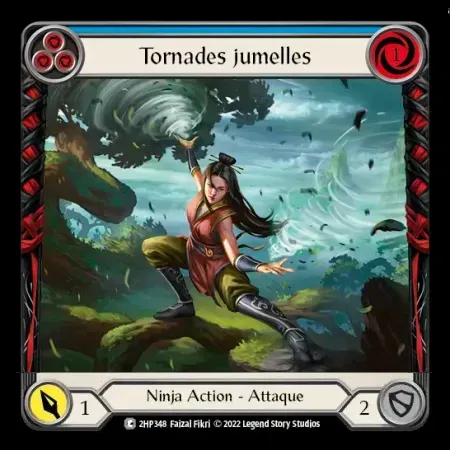 Tornades jumelles
1
Ninja Action - Attaque
1
2
C 2HP348 Faizal Fikri © 2022 Legend Story Studios